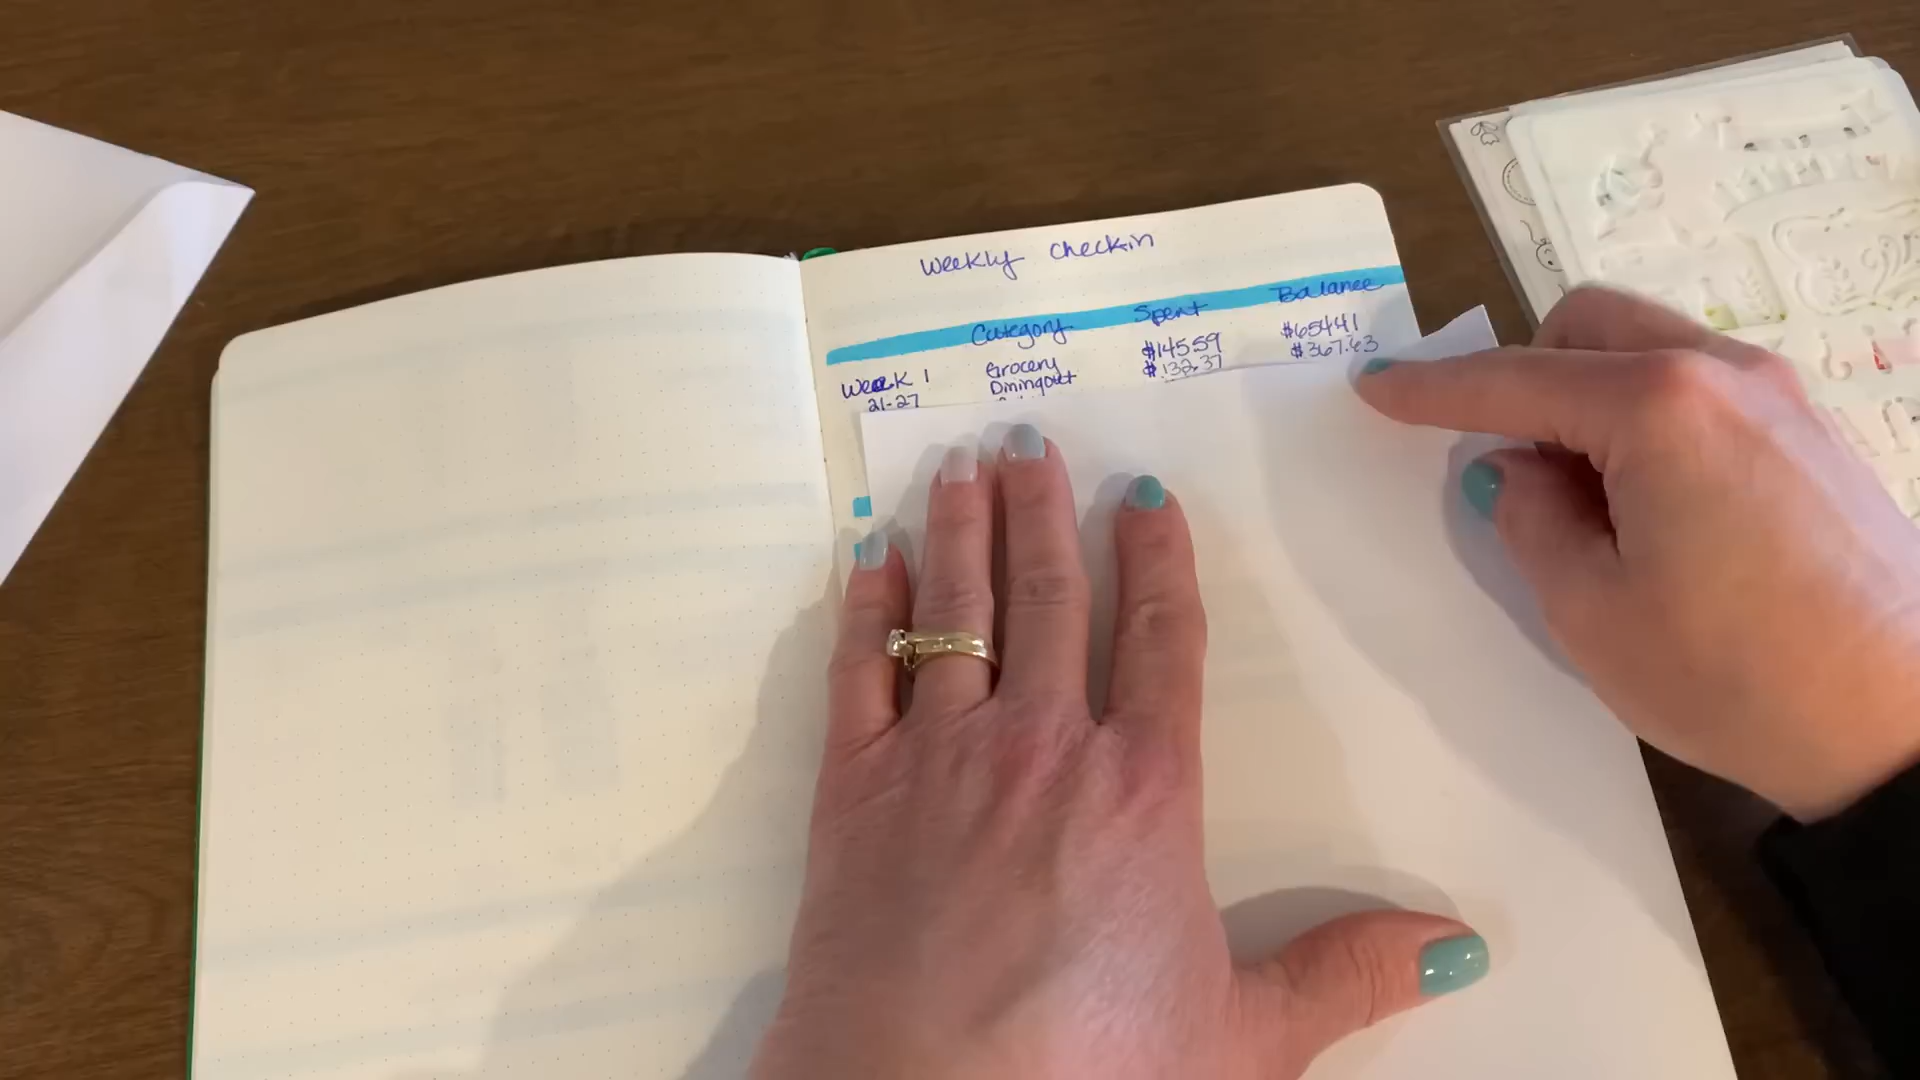 Weekly Checkin
Category Spent Balance
Week 1 Grocery $145.59 $654.41
21-27 Diningout $132.37 $367.63